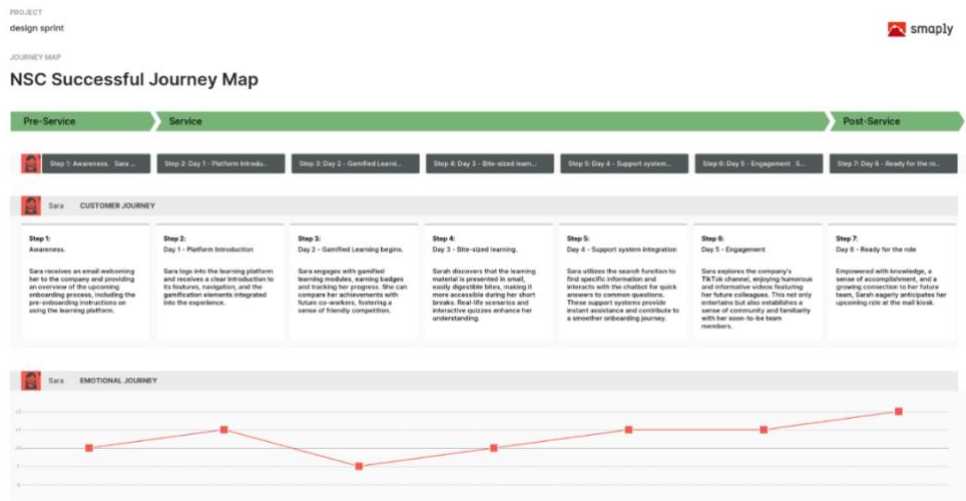 PROJECT
design sprint
smaply
JOURNEY MAP
NSC Successful Journey Map
Pre-Service
Service
Post-Service
Step 1: Awareness. Sara ...
Step 2: Day 1 - Platform Introdu...
Step 3: Day 2 - Gamified Learni...
Step 4: Day 3 - Bite-sized learn...
Step 5: Day 4 - Support system...
Step 6: Day 5 - Engagement S...
Step 7: Day 6 - Ready for the ro...
Sara CUSTOMER JOURNEY
Step 1:
Awareness.
Sara receives an email welcoming
her to the company and providing
an overview of the upcoming
onboarding process, including the
pre-onboarding instructions on
using the learning platform.
Step 2:
Day 1 - Platform Introduction
Sara logs into the learning platform
and receives a clear introduction to
its features, navigation, and the
gamification elements integrated
into the experience.
Step 3:
Day 2 - Gamified Learning begins.
Sara engages with gamified
learning modules, earning badges
and tracking her progress. She can
compare her achievements with
future co-workers, fostering a
sense of friendly competition.
Step 4:
Day 3 - Bite-sized learning.
Sarah discovers that the learning
material is presented in small,
easily digestible bites, making it
more accessible during her short
breaks. Real-life scenarios and
interactive quizzes enhance her
understanding.
Step 5:
Day 4 - Support system integration
Sara utilizes the search function to
find specific information and
interacts with the chatbot for quick
answers to common questions.
These support systems provide
instant assistance and contribute to
a smoother onboarding journey.
Step 6:
Day 5 - Engagement
Sara explores the company's
TikTok channel, enjoying humorous
and informative videos featuring
her future colleagues. This not only
entertains but also establishes a
sense of community and familiarity
with her soon-to-be team
members.
Step 7:
Day 6 - Ready for the role
Empowered with knowledge, a
sense of accomplishment, and a
growing connection to her future
team, Sarah eagerly anticipates her
upcoming role at the mall kiosk.
Sara EMOTIONAL JOURNEY